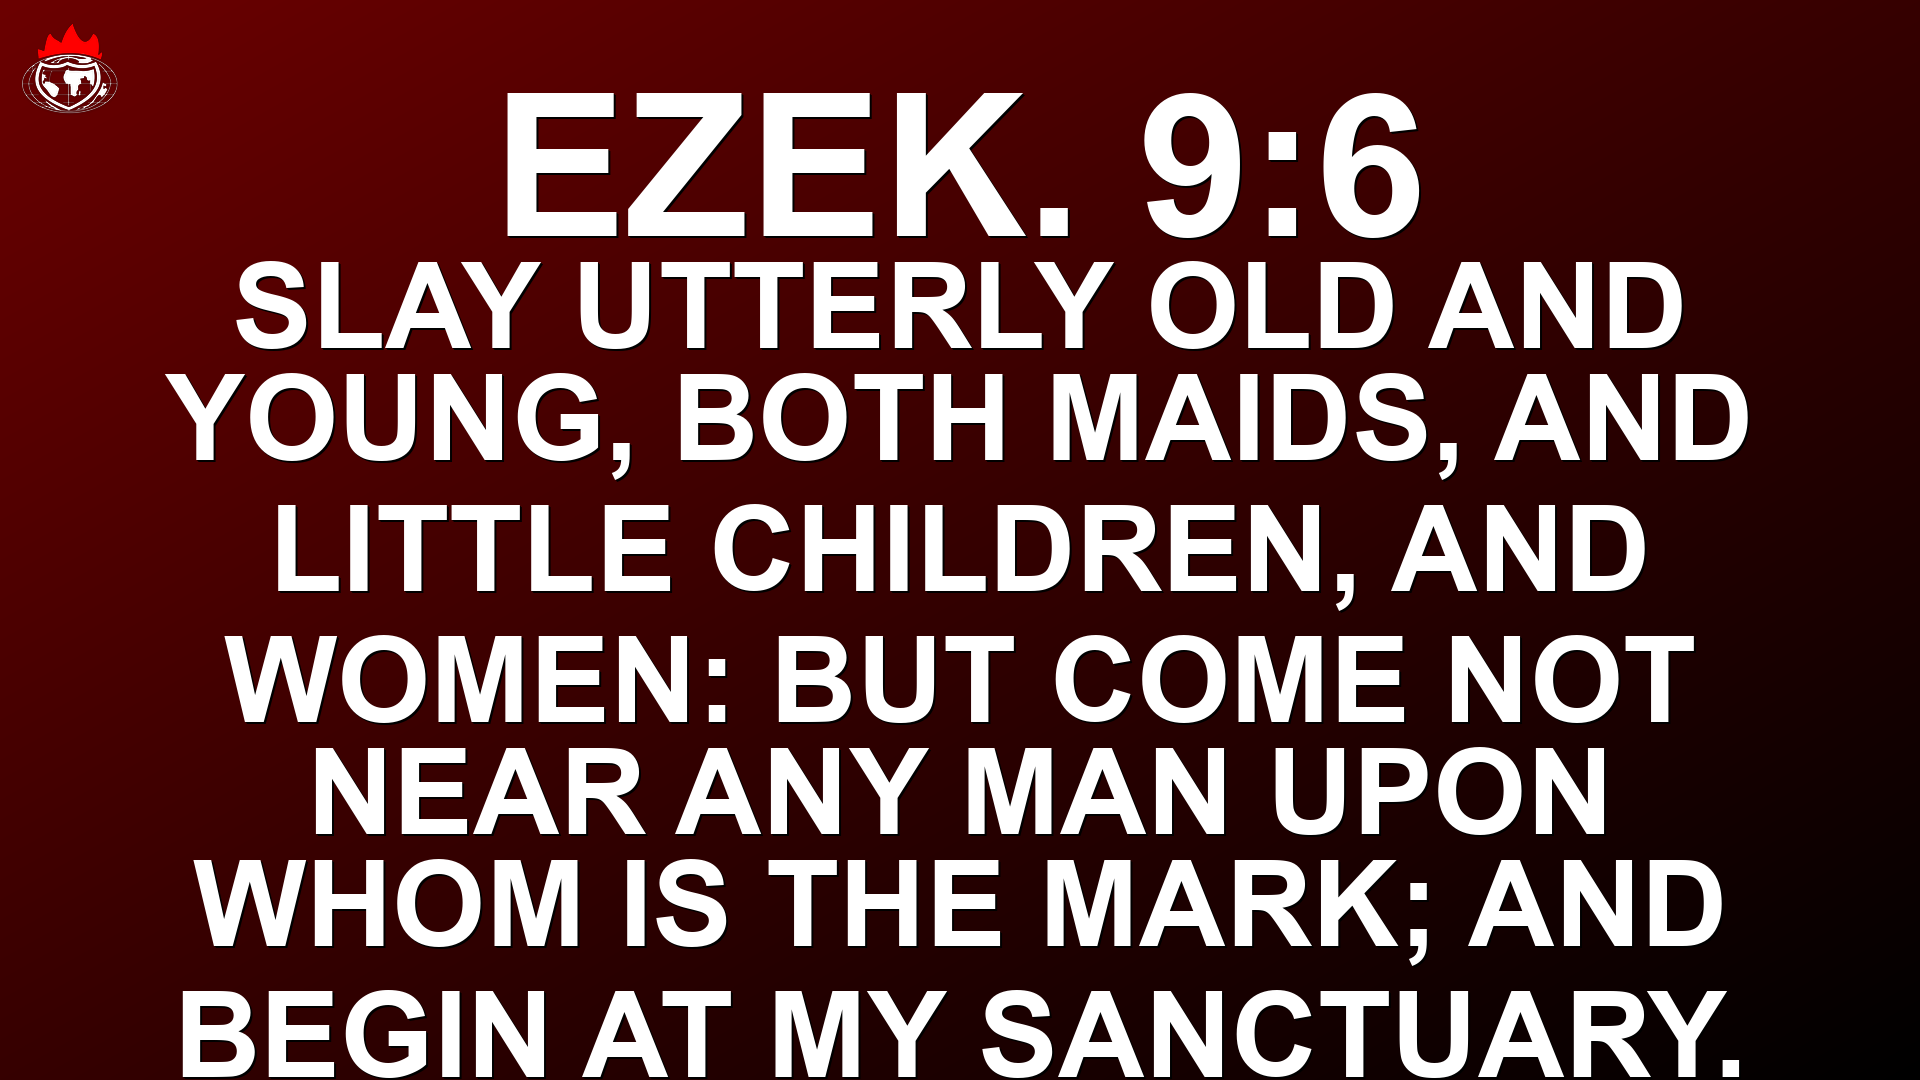 EZEK. 9:6
SLAY UTTERLY OLD AND
YOUNG, BOTH MAIDS, AND
LITTLE CHILDREN, AND
WOMEN: BUT COME NOT
NEAR ANY MAN UPON
WHOM IS THE MARK; AND
BEGIN AT MY SANCTUARY.